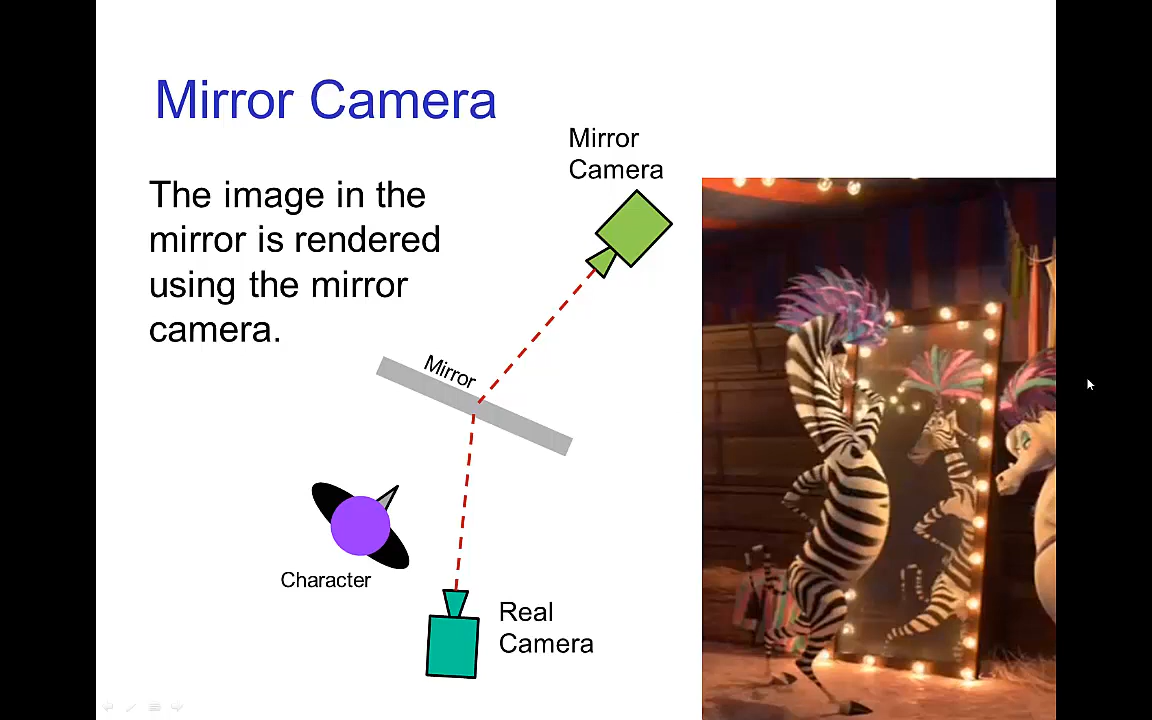 Mirror Camera
The image in the
mirror is rendered
using the mirror
camera.
Mirror
Camera
Mirror
Character
Real
Camera